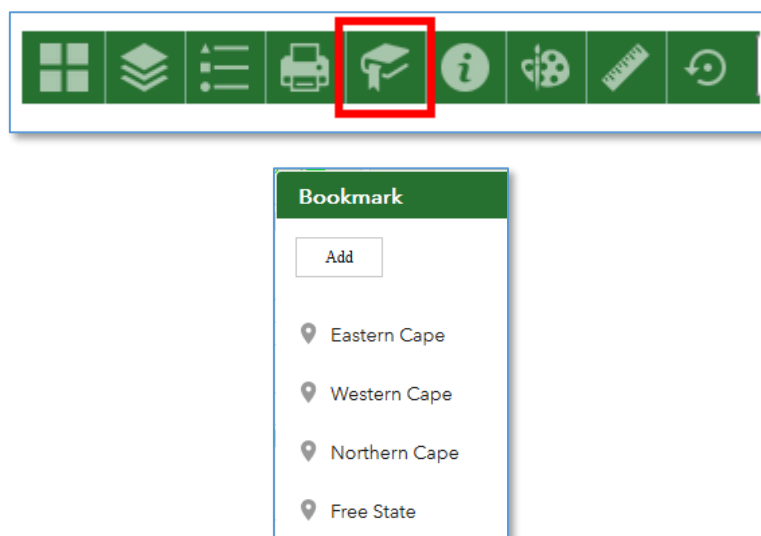 Bookmark
Add
Eastern Cape
Western Cape
Northern Cape
Free State